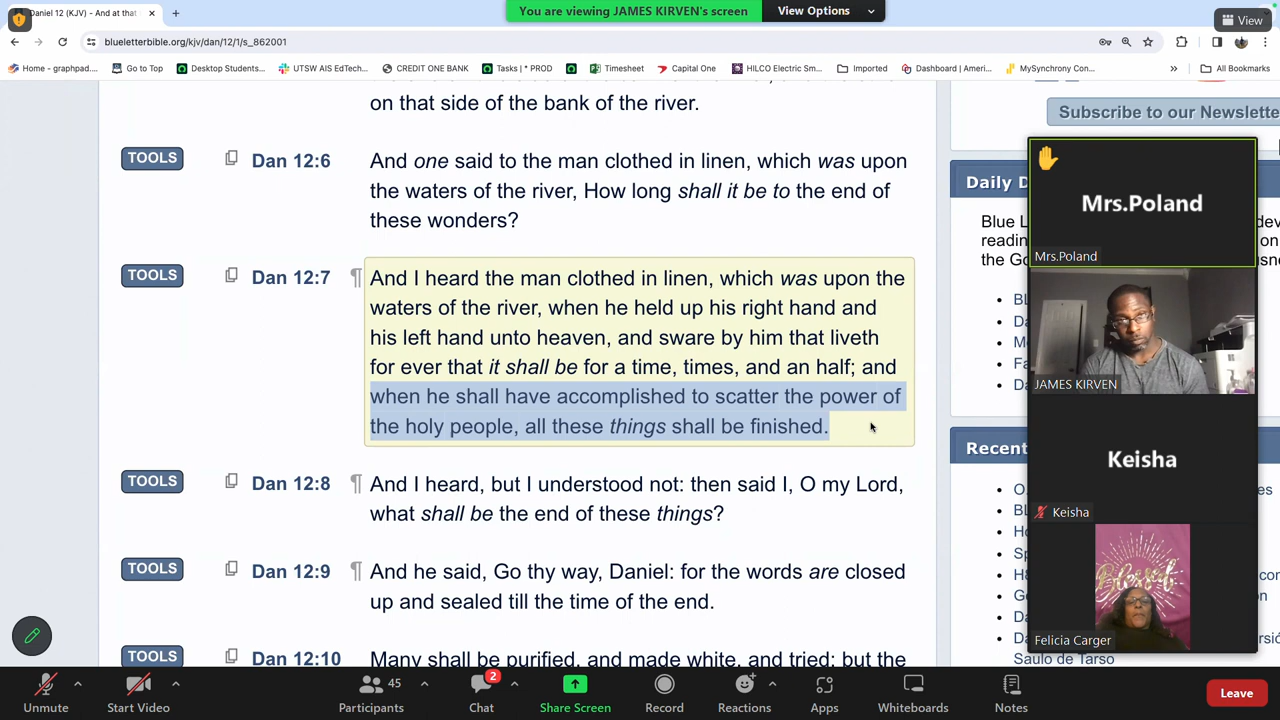 Daniel 12 (KJV) - And at that
You are viewing JAMES KIRVEN's screen
View Options
View
blueletterbible.org/kjv/dan/12/1/s_862001
Home - graphpad....
Go to Top
Desktop Students...
UTSW AIS EdTech...
CREDIT ONE BANK
Tasks | * PROD
Timesheet
Capital One
HILCO Electric Sm...
Imported
Dashboard | Ameri...
MySynchrony Con...
»
All Bookmarks
on that side of the bank of the river.
Subscribe to our Newslette
TOOLS
Dan 12:6
And one said to the man clothed in linen, which was upon
the waters of the river, How long shall it be to the end of
these wonders?
TOOLS
Dan 12:7
¶
And I heard the man clothed in linen, which was upon the
waters of the river, when he held up his right hand and
his left hand unto heaven, and sware by him that liveth
for ever that it shall be for a time, times, and an half; and
when he shall have accomplished to scatter the power of
the holy people, all these things shall be finished.
TOOLS
Dan 12:8
¶
And I heard, but I understood not: then said I, O my Lord,
what shall be the end of these things?
TOOLS
Dan 12:9
¶
And he said, Go thy way, Daniel: for the words are closed
up and sealed till the time of the end.
TOOLS
Dan 12:10
Many shall be purified, and made white, and tried; but the
Daily D
Blue L
readin
the Go
Recent
Saulo de Tarso
Mrs.Poland
Mrs.Poland
JAMES KIRVEN
Keisha
Keisha
Blessed
Felicia Carger
Unmute
Start Video
Participants
45
Chat
2
Share Screen
Record
Reactions
Apps
Whiteboards
Notes
Leave